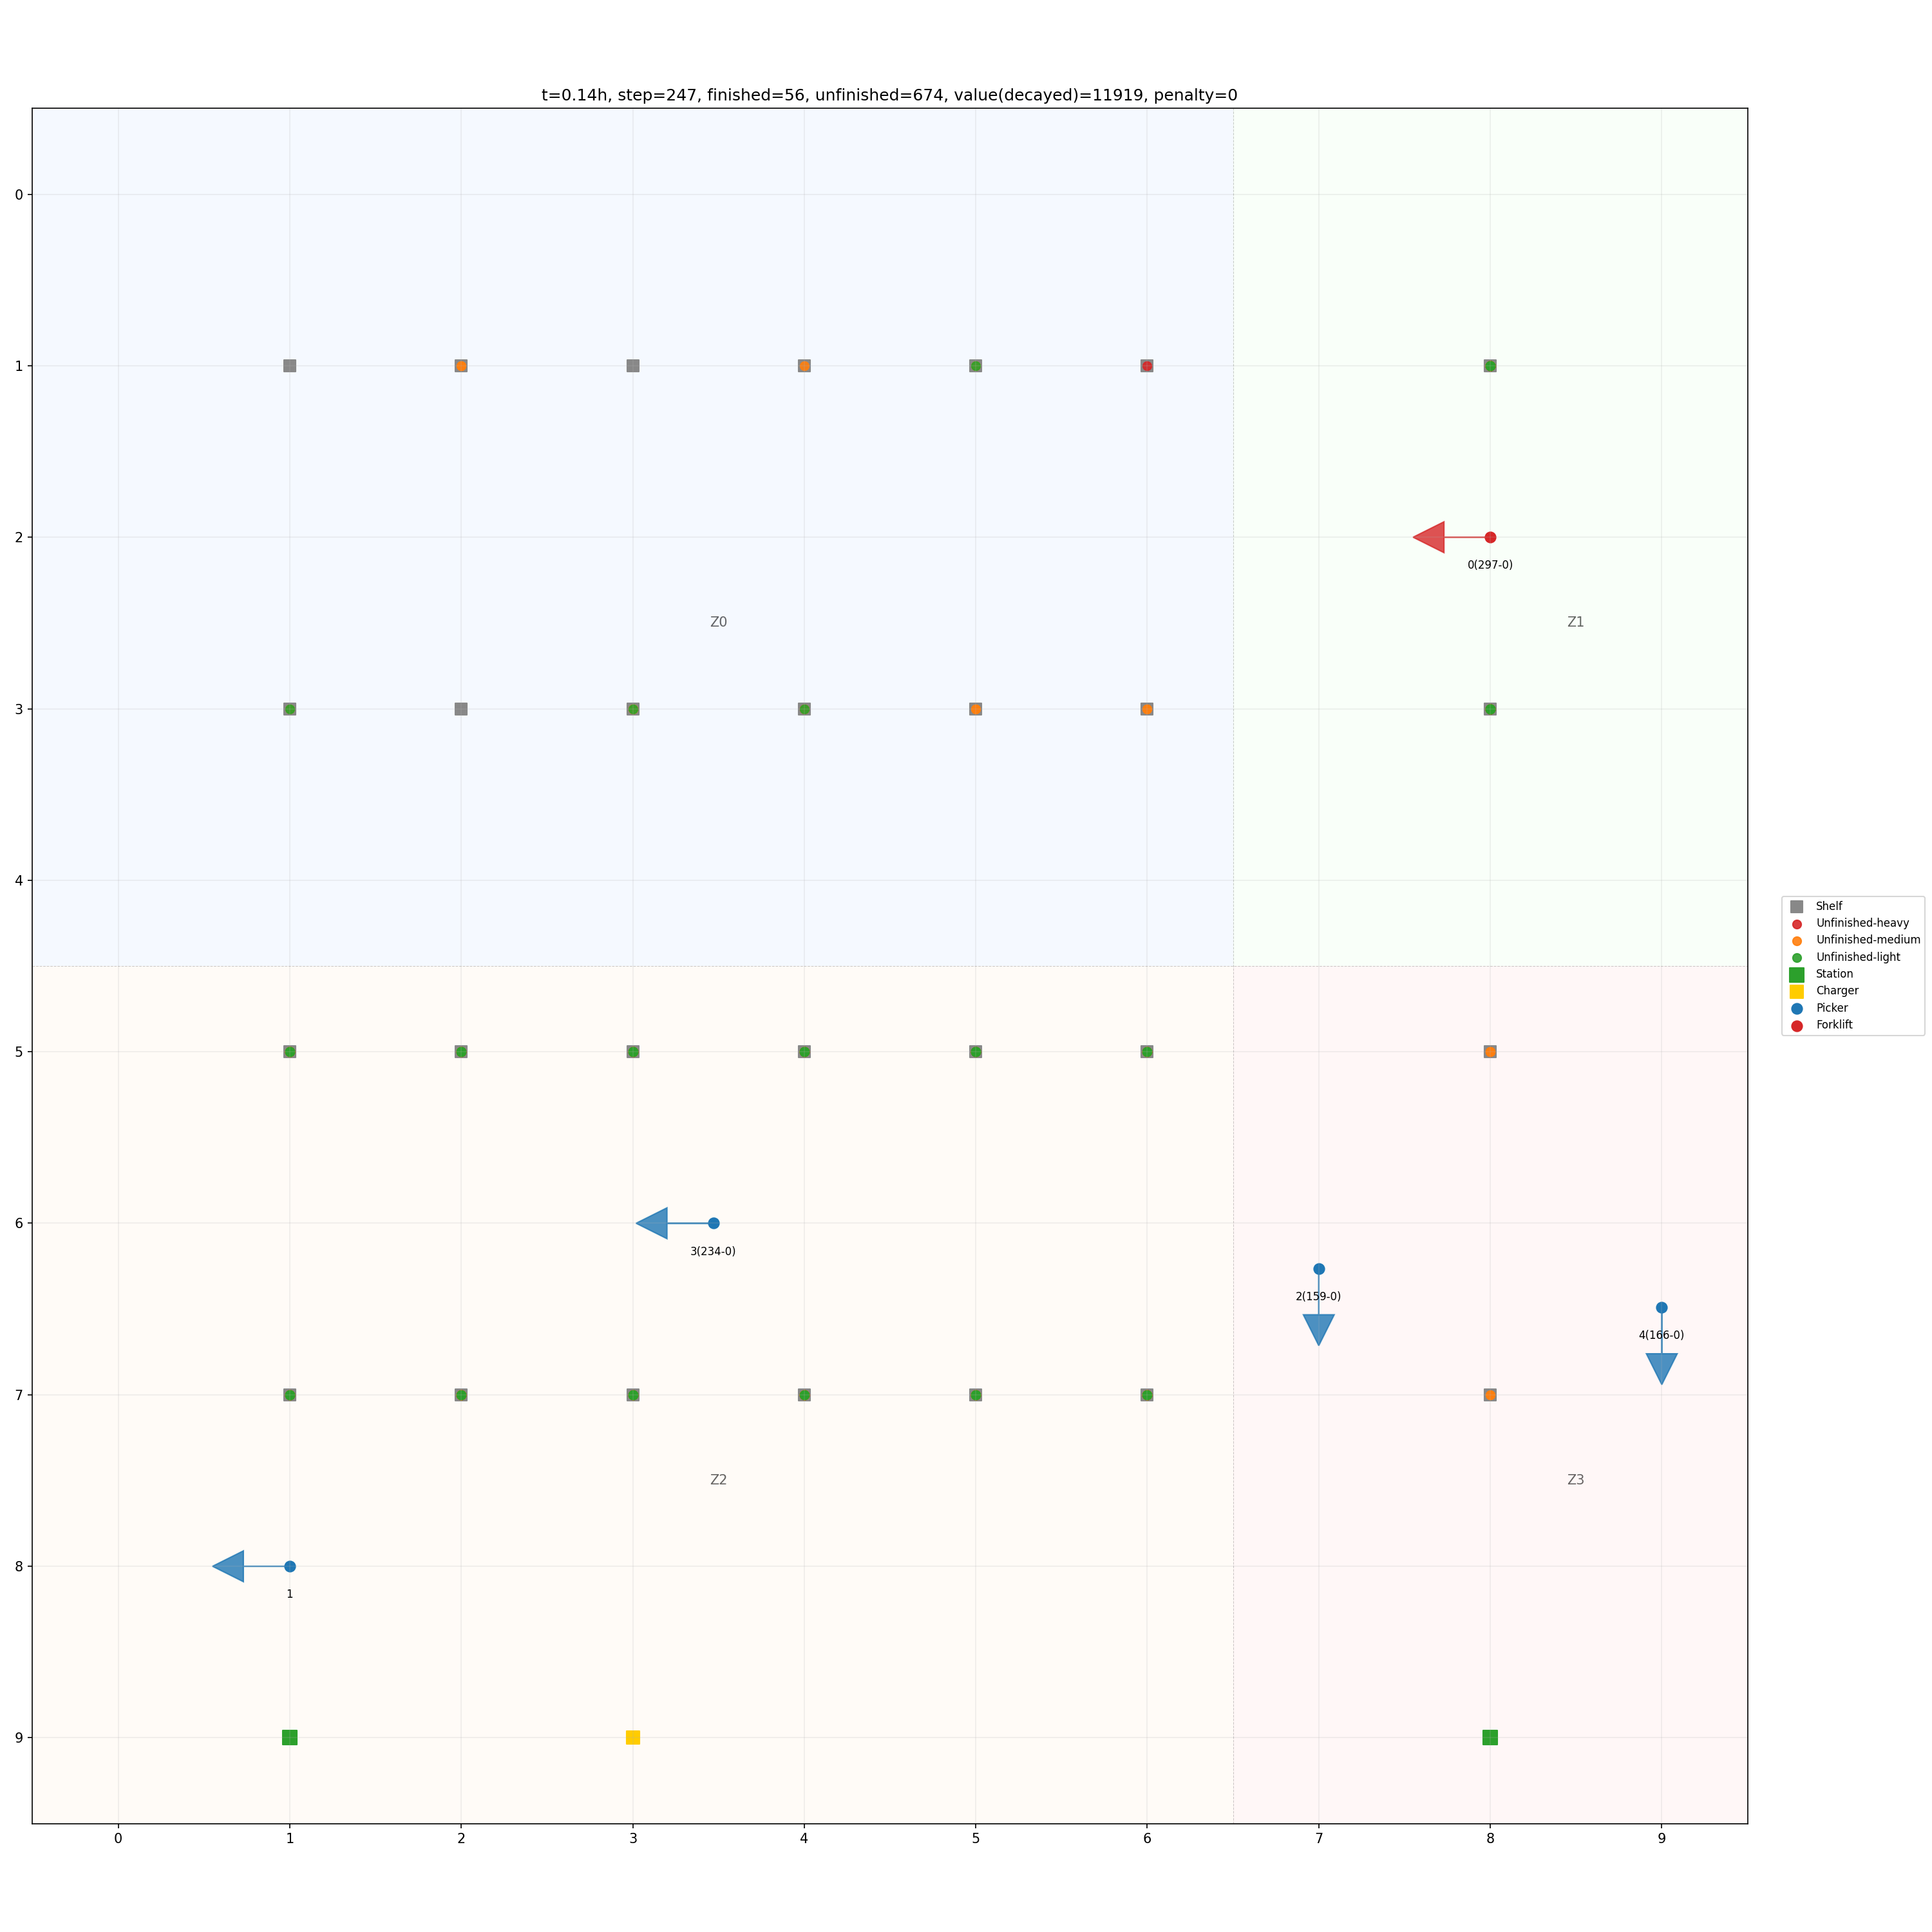 t=0.14h, step=247, finished=56, unfinished=674, value(decayed)=11919, penalty=0
0
1
2
0(297-0)
Z0
Z1
3
4
Shelf
Unfinished-heavy
Unfinished-medium
Unfinished-light
Station
Charger
Picker
Forklift
5
6
3(234-0)
2(159-0)
4(166-0)
7
Z2
Z3
8
1
9
0 1 2 3 4 5 6 7 8 9